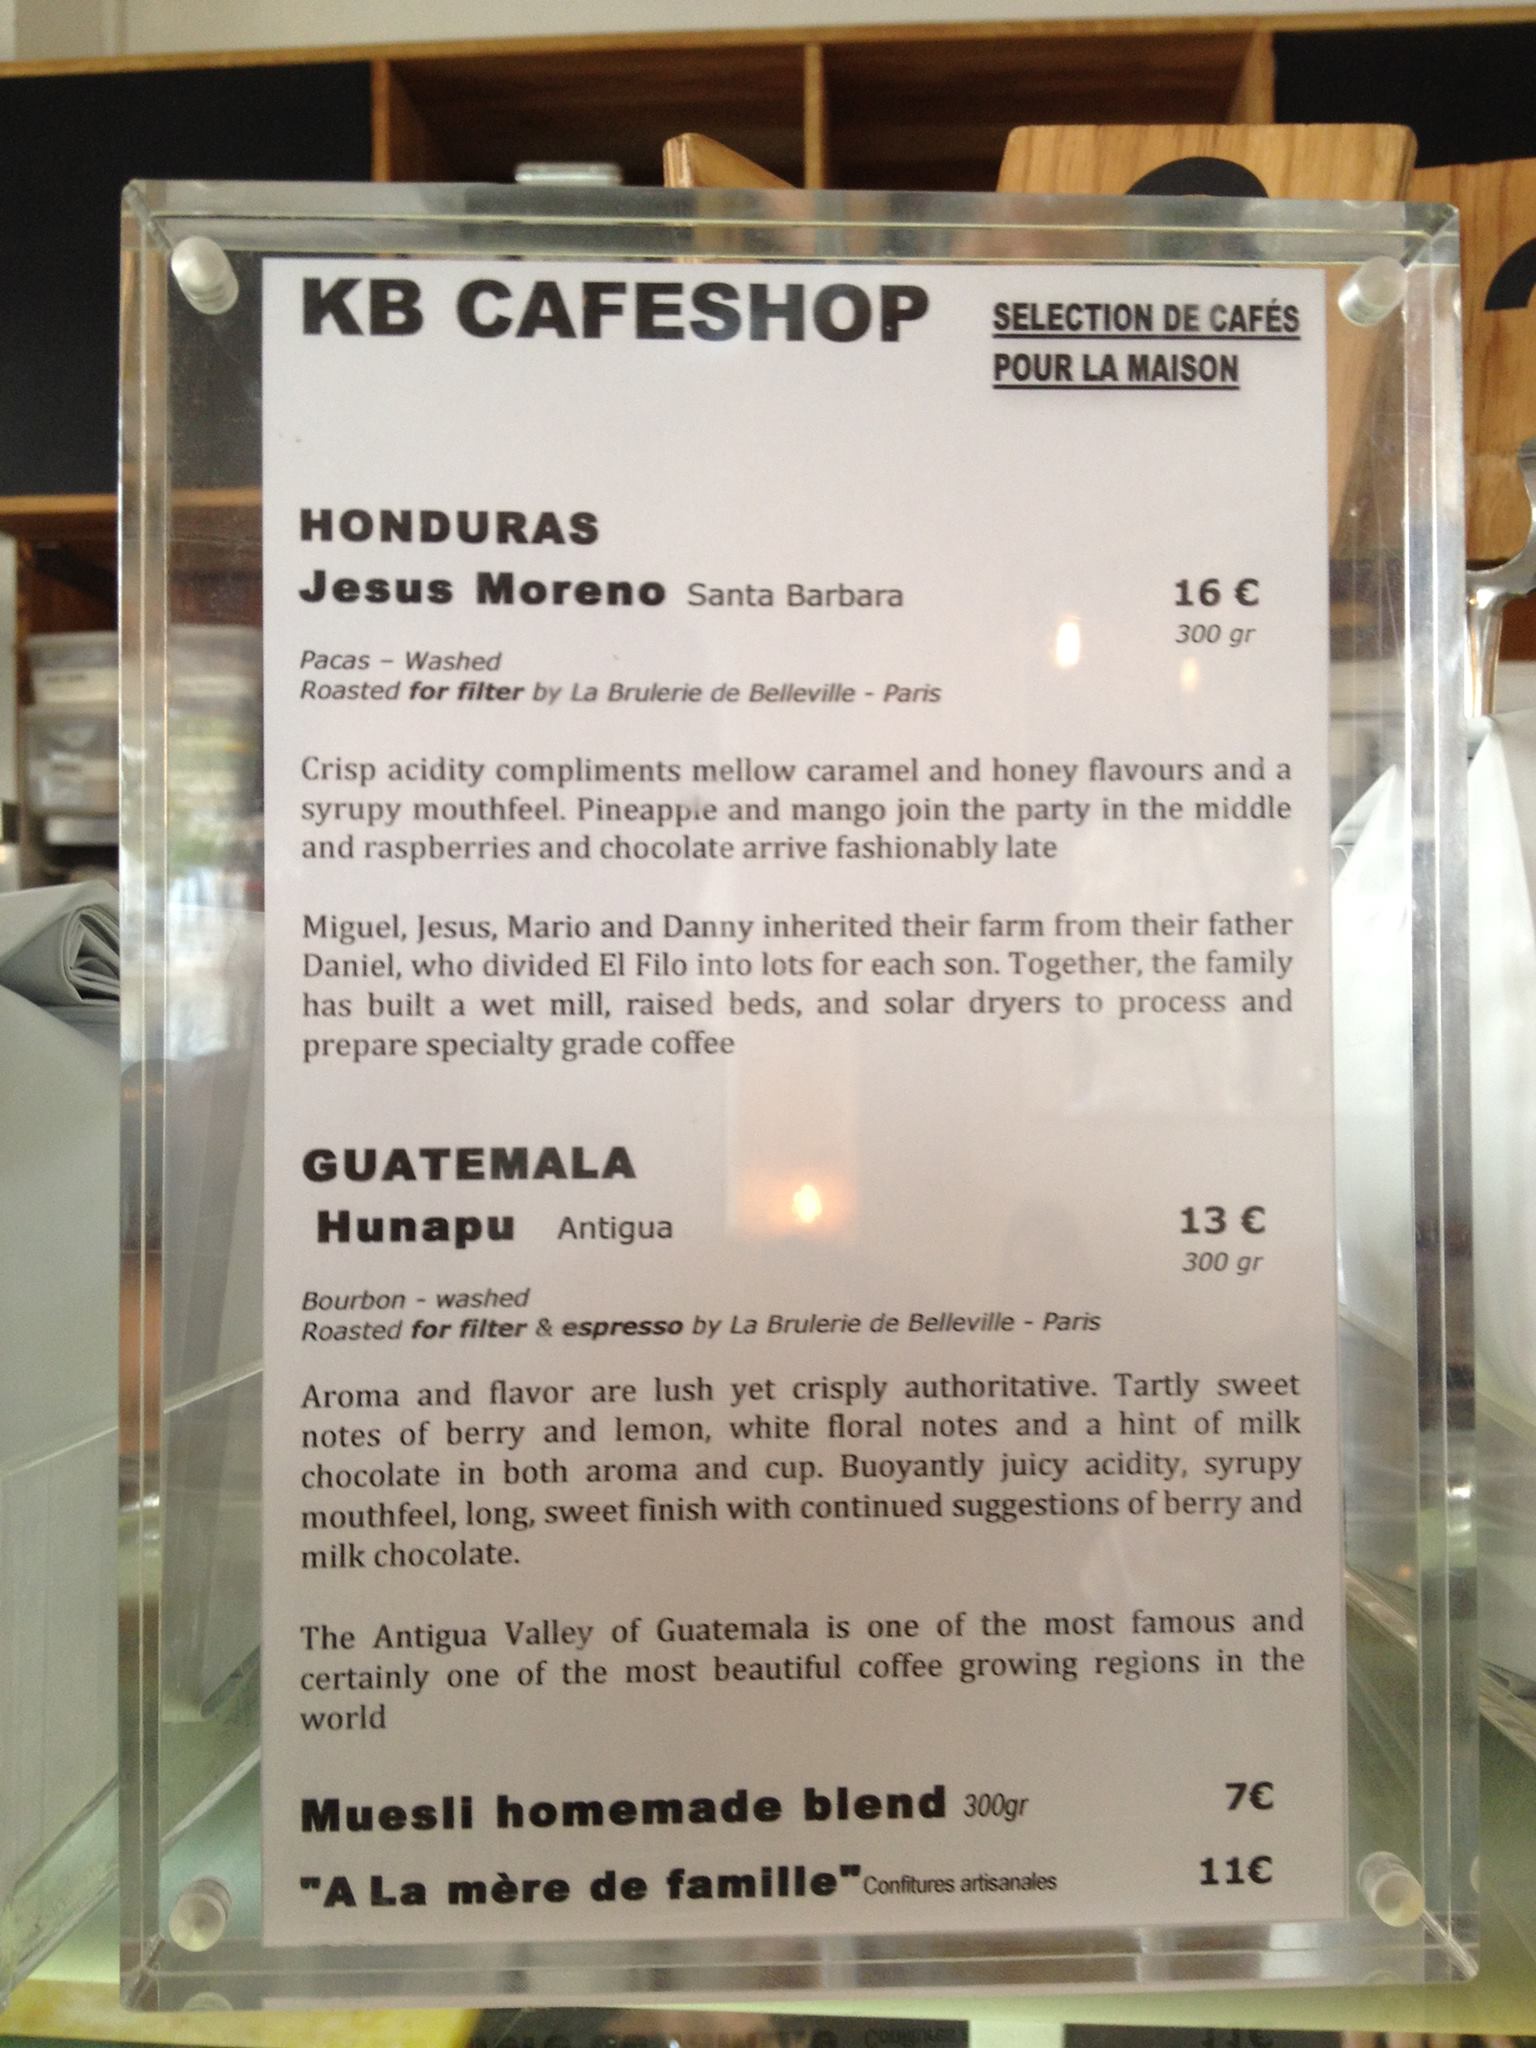 KB CAFESHOP
SELECTION DE CAFÉS
POUR LA MAISON
HONDURAS
Jesus Moreno Santa Barbara 16 €
300 gr
Pacas – Washed
Roasted for filter by La Brulerie de Belleville - Paris
Crisp acidity compliments mellow caramel and honey flavours and a
syrupy mouthfeel. Pineapple and mango join the party in the middle
and raspberries and chocolate arrive fashionably late
Miguel, Jesus, Mario and Danny inherited their farm from their father
Daniel, who divided El Filo into lots for each son. Together, the family
has built a wet mill, raised beds, and solar dryers to process and
prepare specialty grade coffee
GUATEMALA
Hunapu Antigua 13 €
300 gr
Bourbon - washed
Roasted for filter & espresso by La Brulerie de Belleville - Paris
Aroma and flavor are lush yet crisply authoritative. Tartly sweet
notes of berry and lemon, white floral notes and a hint of milk
chocolate in both aroma and cup. Buoyantly juicy acidity, syrupy
mouthfeel, long, sweet finish with continued suggestions of berry and
milk chocolate.
The Antigua Valley of Guatemala is one of the most famous and
certainly one of the most beautiful coffee growing regions in the
world
Muesli homemade blend 300gr 7€
"A La mère de famille" Confitures artisanales 11€